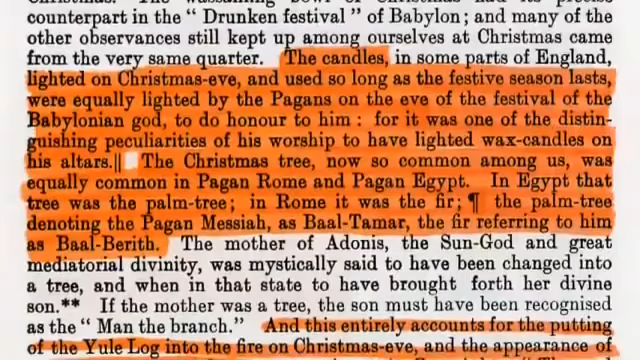 Christmas. The wassailing bowl of Christmas had its precise
counterpart in the “ Drunken festival ” of Babylon ; and many of the
other observances still kept up among ourselves at Christmas came
from the very same quarter. The candles, in some parts of England,
lighted on Christmas-eve, and used so long as the festive season lasts,
were equally lighted by the Pagans on the eve of the festival of the
Babylonian god, to do honour to him : for it was one of the distin-
guishing peculiarities of his worship to have lighted wax-candles on
his altars.‖ The Christmas tree, now so common among us, was
equally common in Pagan Rome and Pagan Egypt. In Egypt that
tree was the palm-tree ; in Rome it was the fir ; ¶ the palm-tree
denoting the Pagan Messiah, as Baal-Tamar, the fir referring to him
as Baal-Berith. The mother of Adonis, the Sun-God and great
mediatorial divinity, was mystically said to have been changed into
a tree, and when in that state to have brought forth her divine
son.** If the mother was a tree, the son must have been recognised
as the “ Man the branch.” And this entirely accounts for the putting
of the Yule Log into the fire on Christmas-eve, and the appearance of